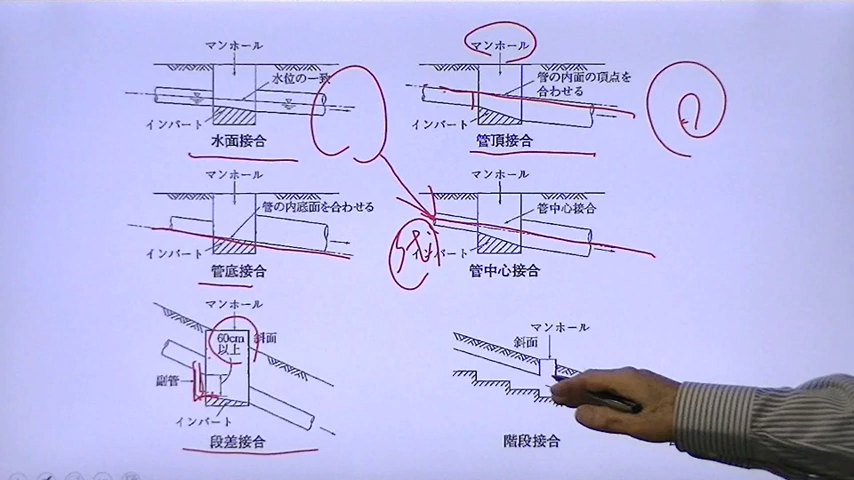 マンホール
水位の一致
インバート
水面接合
マンホール
管の内面の頂点を
合わせる
インバート
管頂接合
マンホール
管の内底面を合わせる
インバート
管底接合
マンホール
管中心接合
インバート
管中心接合
マンホール
60cm
以上
斜面
副管
インバート
段差接合
マンホール
斜面
階段接合